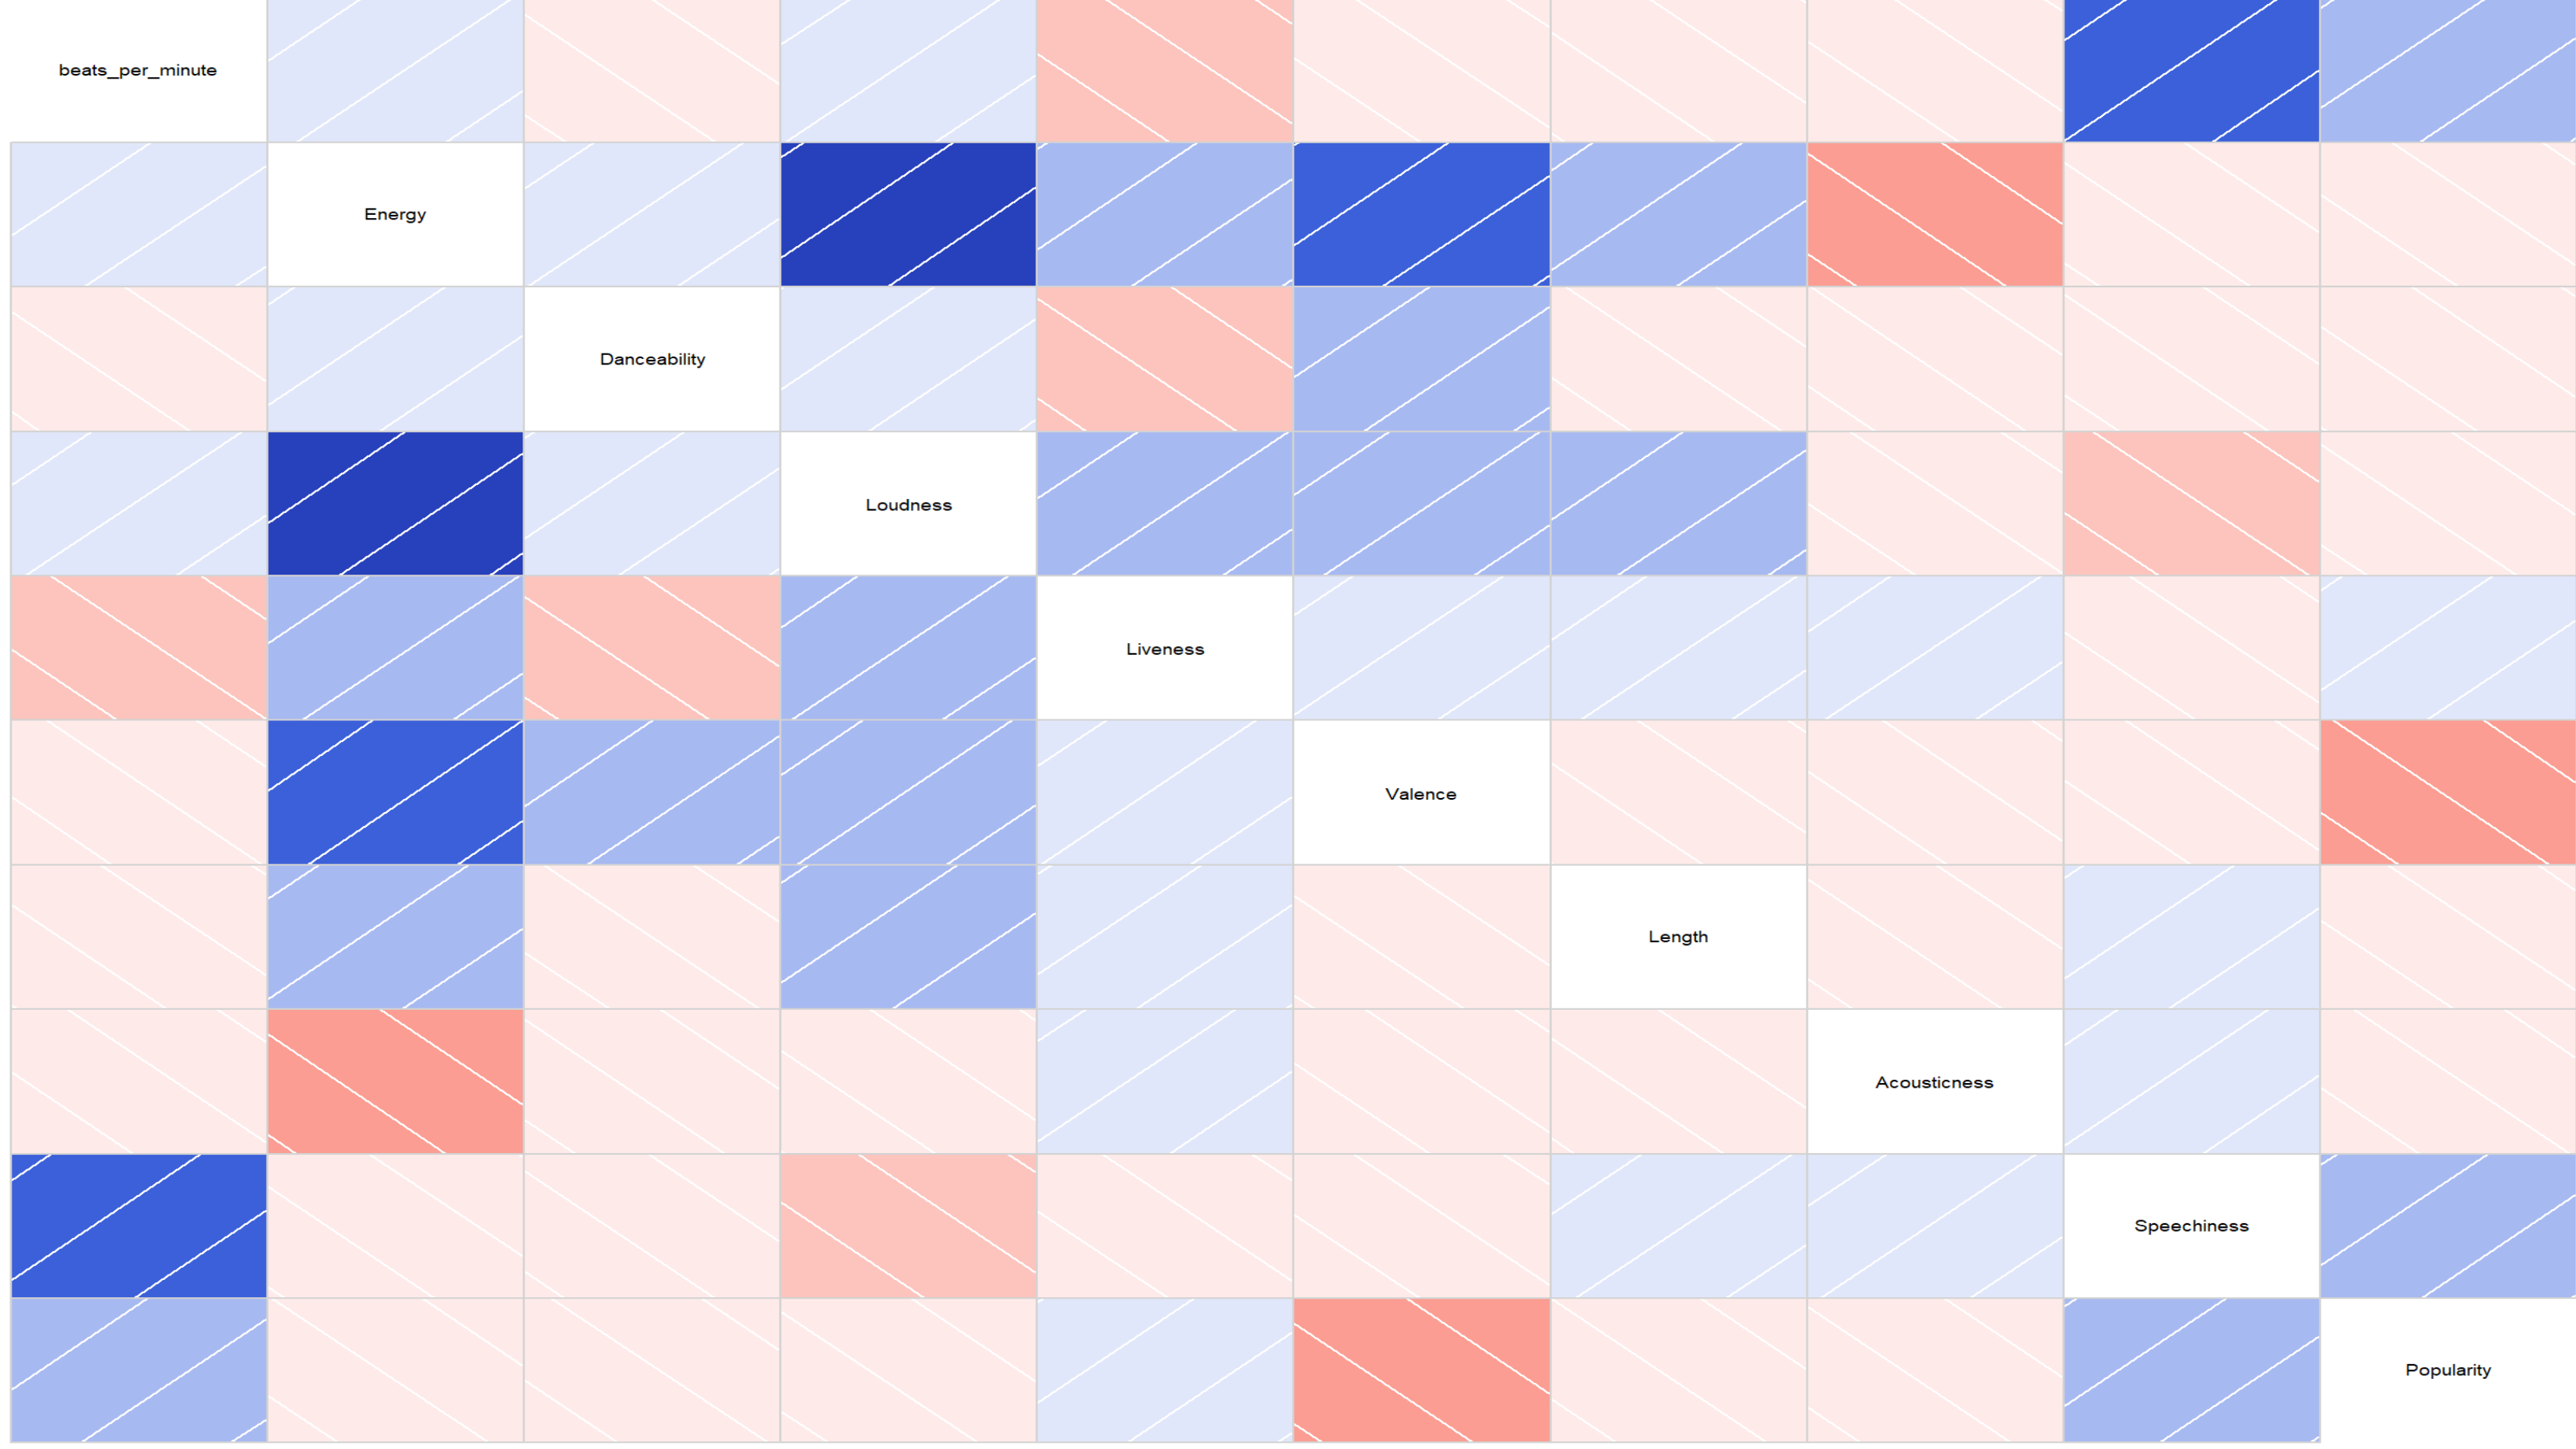 beats_per_minute
Energy
Danceability
Loudness
Liveness
Valence
Length
Acousticness
Speechiness
Popularity